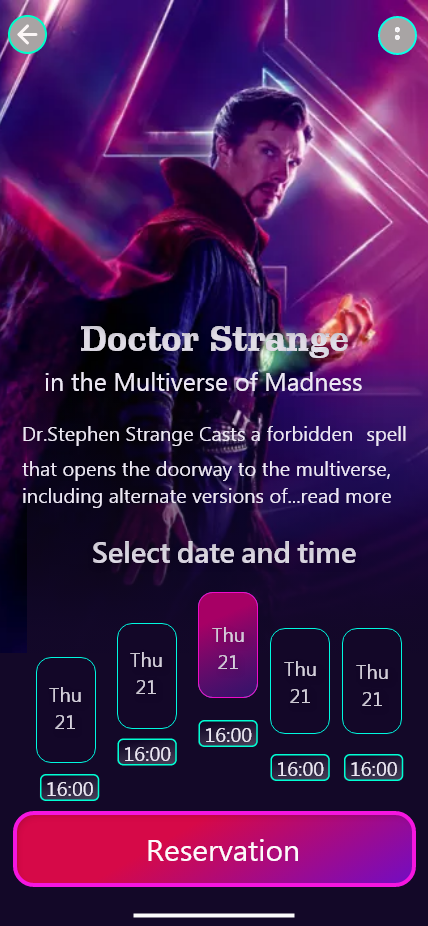 Doctor Strange
in the Multiverse of Madness
Dr.Stephen Strange Casts a forbidden spell
that opens the doorway to the multiverse,
including alternate versions of...read more
Select date and time
Thu
21
16:00
Thu
21
16:00
Thu
21
16:00
Thu
21
16:00
Thu
21
16:00
Reservation